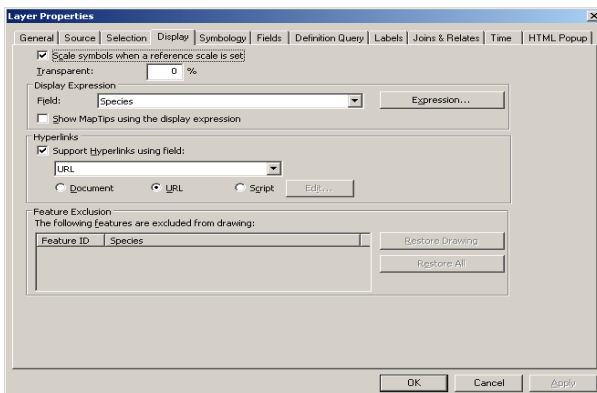 Layer Properties
General Source Selection Display Symbology Fields Definition Query Labels Joins & Relates Time HTML Popup
Scale symbols when a reference scale is set
Transparent: 0 %
Display Expression
Field: Species Expression...
Show MapTips using the display expression
Hyperlinks
Support Hyperlinks using field:
URL
Document URL Script Edit...
Feature Exclusion
The following features are excluded from drawing:
Feature ID Species Restore Drawing
Restore All
OK Cancel Apply